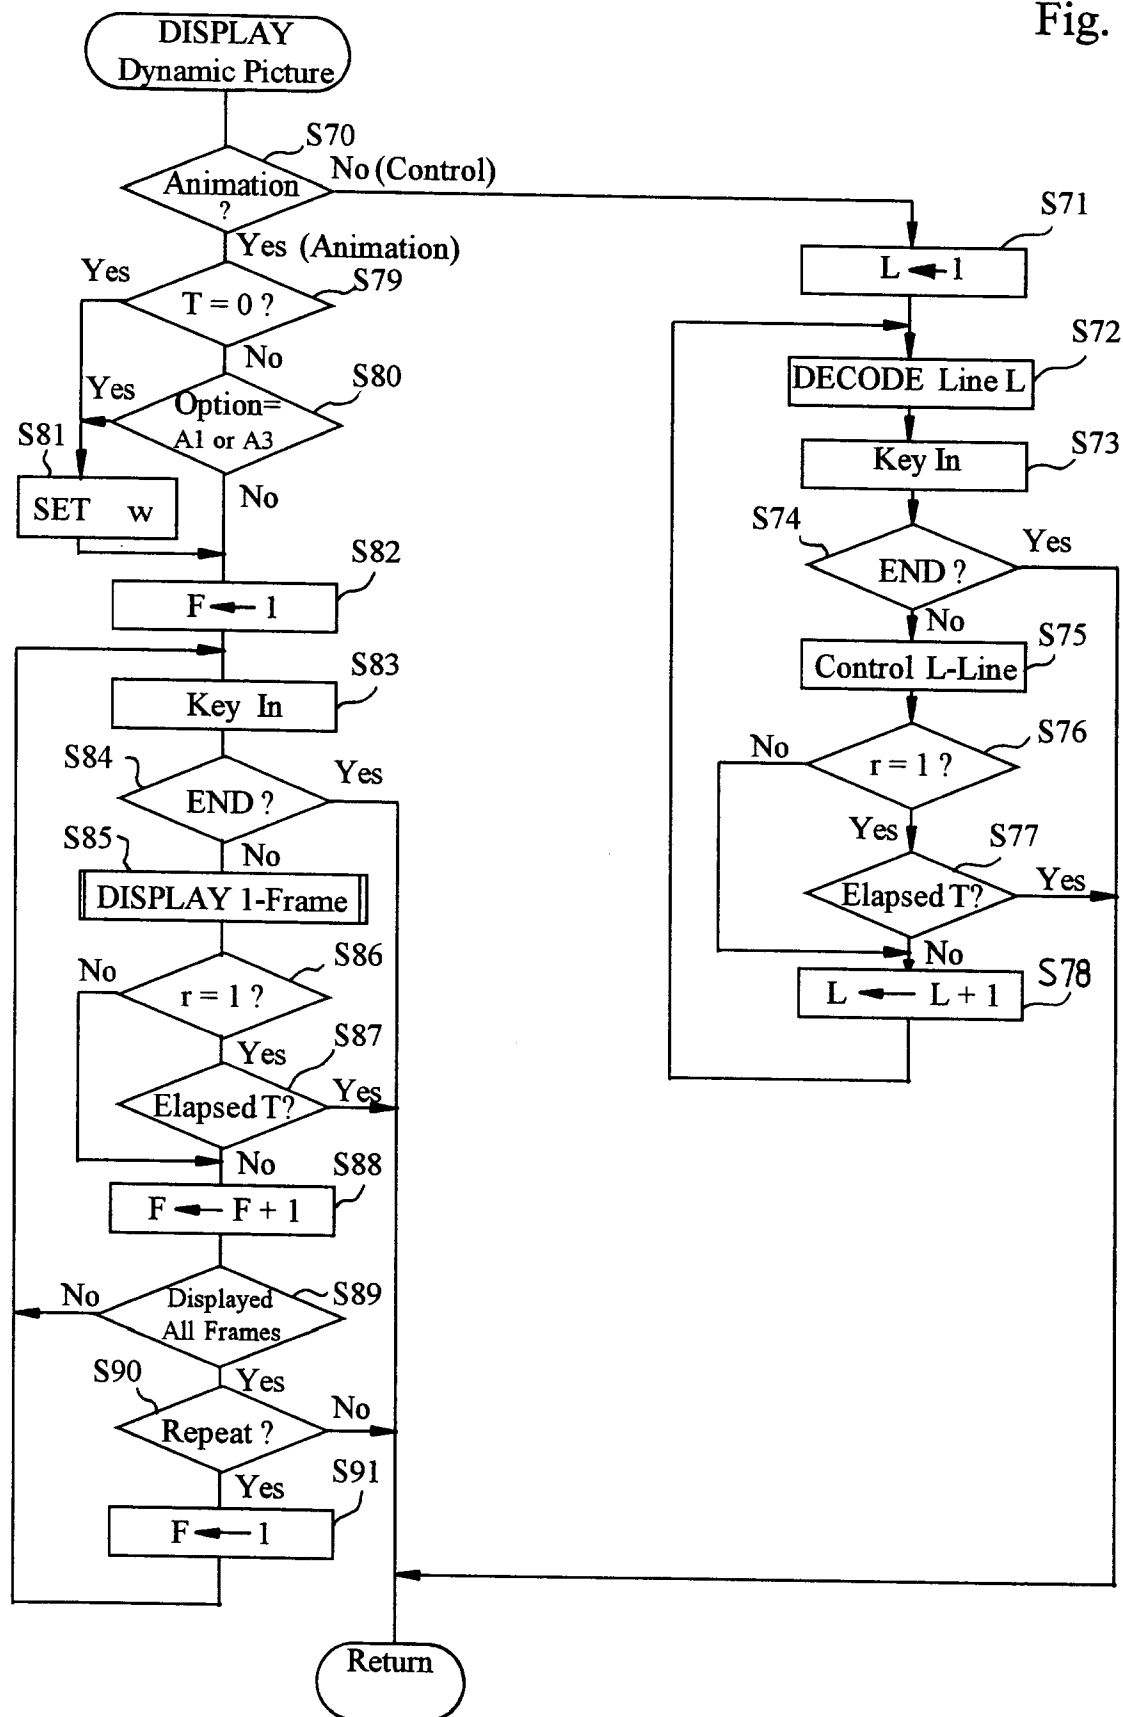 Fig.
DISPLAY
Dynamic Picture
S70
Animation
?
No (Control)
Yes (Animation)
S79
Yes
T = 0 ?
No
S80
Yes
Option=
A1 or A3
S81
No
SET w
S82
F ← 1
S83
Key In
S84
Yes
END ?
No
S85
DISPLAY 1-Frame
S86
No
r = 1 ?
Yes
S87
Elapsed T?
Yes
No
S88
F ← F + 1
S89
No
Displayed
All Frames
S90
Yes
No
Repeat ?
Yes
S91
F ← 1
Return
S71
L ← 1
S72
DECODE Line L
S73
Key In
S74
Yes
END ?
No
S75
Control L-Line
S76
No
r = 1 ?
Yes
S77
Elapsed T?
Yes
No
S78
L ← L + 1